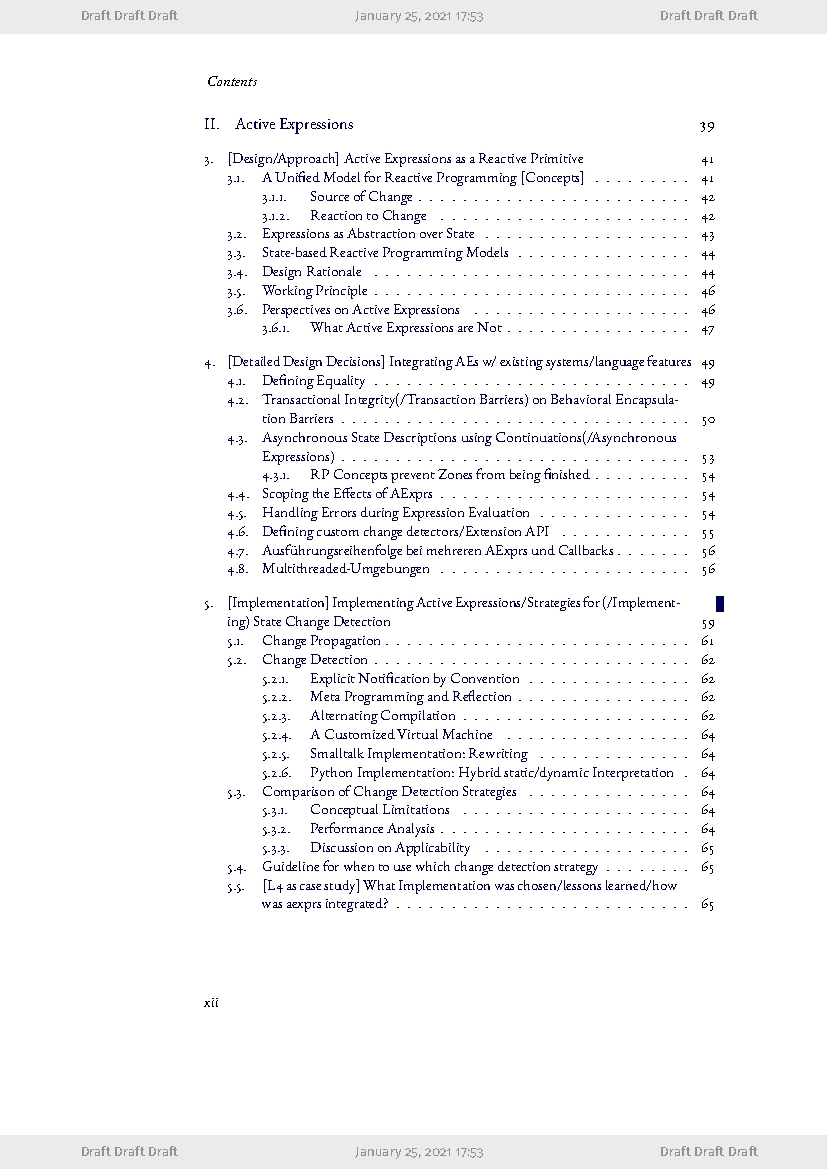 Draft Draft Draft January 25, 2021 17:53 Draft Draft Draft
Contents
II. Active Expressions 39
3. [Design/Approach] Active Expressions as a Reactive Primitive 41
3.1. A Unified Model for Reactive Programming [Concepts] . . . . . . . . . 41
3.1.1. Source of Change . . . . . . . . . . . . . . . . . . . . . . . . . 42
3.1.2. Reaction to Change . . . . . . . . . . . . . . . . . . . . . . . 42
3.2. Expressions as Abstraction over State . . . . . . . . . . . . . . . . . . . 43
3.3. State-based Reactive Programming Models . . . . . . . . . . . . . . . . 44
3.4. Design Rationale . . . . . . . . . . . . . . . . . . . . . . . . . . . . . 44
3.5. Working Principle . . . . . . . . . . . . . . . . . . . . . . . . . . . . . 46
3.6. Perspectives on Active Expressions . . . . . . . . . . . . . . . . . . . . 46
3.6.1. What Active Expressions are Not . . . . . . . . . . . . . . . . . 47
4. [Detailed Design Decisions] Integrating AEs w/ existing systems/language features 49
4.1. Defining Equality . . . . . . . . . . . . . . . . . . . . . . . . . . . . . 49
4.2. Transactional Integrity(/Transaction Barriers) on Behavioral Encapsula-
tion Barriers . . . . . . . . . . . . . . . . . . . . . . . . . . . . . . . . 50
4.3. Asynchronous State Descriptions using Continuations(/Asynchronous
Expressions) . . . . . . . . . . . . . . . . . . . . . . . . . . . . . . . . 53
4.3.1. RP Concepts prevent Zones from being finished . . . . . . . . . 54
4.4. Scoping the Effects of AExprs . . . . . . . . . . . . . . . . . . . . . . . 54
4.5. Handling Errors during Expression Evaluation . . . . . . . . . . . . . . 54
4.6. Defining custom change detectors/Extension API . . . . . . . . . . . . 55
4.7. Ausführungsreihenfolge bei mehreren AExprs und Callbacks . . . . . . . 56
4.8. Multithreaded-Umgebungen . . . . . . . . . . . . . . . . . . . . . . . 56
5. [Implementation] Implementing Active Expressions/Strategies for (/Implement-
ing) State Change Detection 59
5.1. Change Propagation . . . . . . . . . . . . . . . . . . . . . . . . . . . . 61
5.2. Change Detection . . . . . . . . . . . . . . . . . . . . . . . . . . . . . 62
5.2.1. Explicit Notification by Convention . . . . . . . . . . . . . . . 62
5.2.2. Meta Programming and Reflection . . . . . . . . . . . . . . . . 62
5.2.3. Alternating Compilation . . . . . . . . . . . . . . . . . . . . . 62
5.2.4. A Customized Virtual Machine . . . . . . . . . . . . . . . . . 64
5.2.5. Smalltalk Implementation: Rewriting . . . . . . . . . . . . . . 64
5.2.6. Python Implementation: Hybrid static/dynamic Interpretation . 64
5.3. Comparison of Change Detection Strategies . . . . . . . . . . . . . . . 64
5.3.1. Conceptual Limitations . . . . . . . . . . . . . . . . . . . . . 64
5.3.2. Performance Analysis . . . . . . . . . . . . . . . . . . . . . . . 64
5.3.3. Discussion on Applicability . . . . . . . . . . . . . . . . . . . 65
5.4. Guideline for when to use which change detection strategy . . . . . . . . 65
5.5. [L4 as case study] What Implementation was chosen/lessons learned/how
was aexprs integrated? . . . . . . . . . . . . . . . . . . . . . . . . . . . 65
xii
Draft Draft Draft January 25, 2021 17:53 Draft Draft Draft